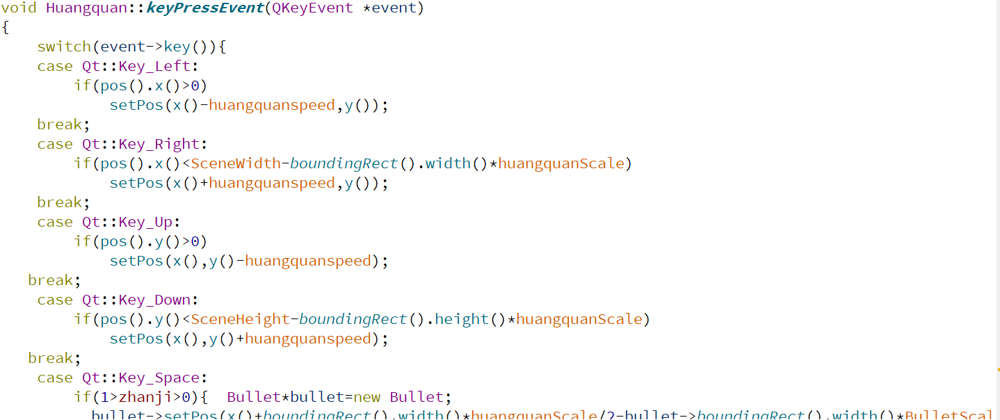 void Huangquan::keyPressEvent(QKeyEvent *event)
{
    switch(event->key()){
    case Qt::Key_Left:
        if(pos().x()>0)
            setPos(x()-huangquanspeed,y());
    break;
    case Qt::Key_Right:
        if(pos().x()<SceneWidth-boundingRect().width()*huangquanScale)
            setPos(x()+huangquanspeed,y());
    break;
    case Qt::Key_Up:
        if(pos().y()>0)
            setPos(x(),y()-huangquanspeed);
   break;
    case Qt::Key_Down:
        if(pos().y()<SceneHeight-boundingRect().height()*huangquanScale)
            setPos(x(),y()+huangquanspeed);
   break;
    case Qt::Key_Space:
        if(1>zhanji>0){  Bullet*bullet=new Bullet;
          bullet->setPos(x()+boundingRect().width()*huangquanScale/2-bullet->boundingRect().width()*BulletScal